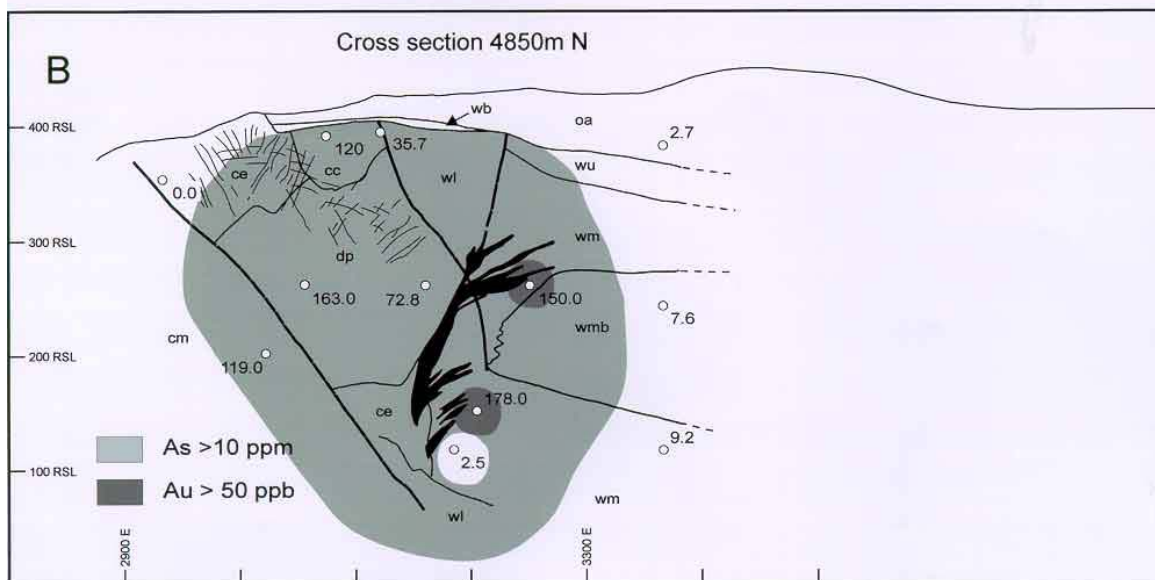 Cross section 4850m N
B
wb
oa
400 RSL
120
35.7
2.7
ce
cc
wl
wu
0.0
300 RSL
dp
wm
163.0
72.8
150.0
7.6
wmb
cm
200 RSL
119.0
ce
178.0
As >10 ppm
9.2
2.5
100 RSL
Au > 50 ppb
wm
wl
2900 E
3300 E